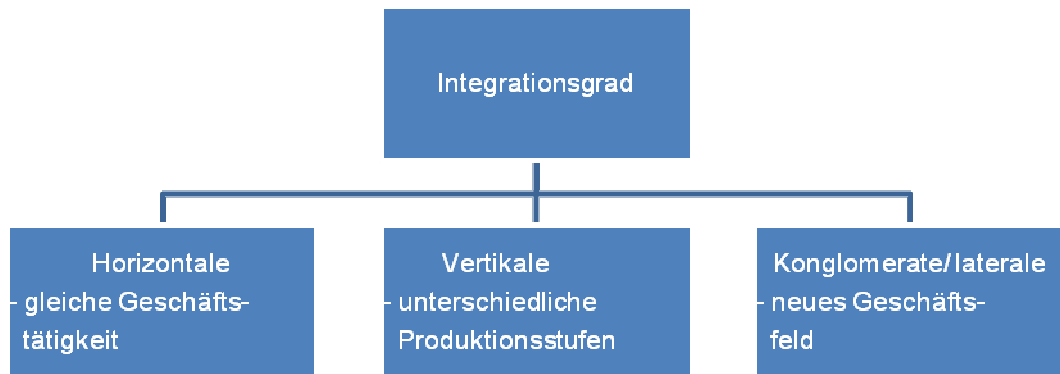 Integrationsgrad
Horizontale
- gleiche Geschäfts-
tätigkeit
Vertikale
- unterschiedliche
Produktionsstufen
Konglomerate/laterale
- neues Geschäfts-
feld